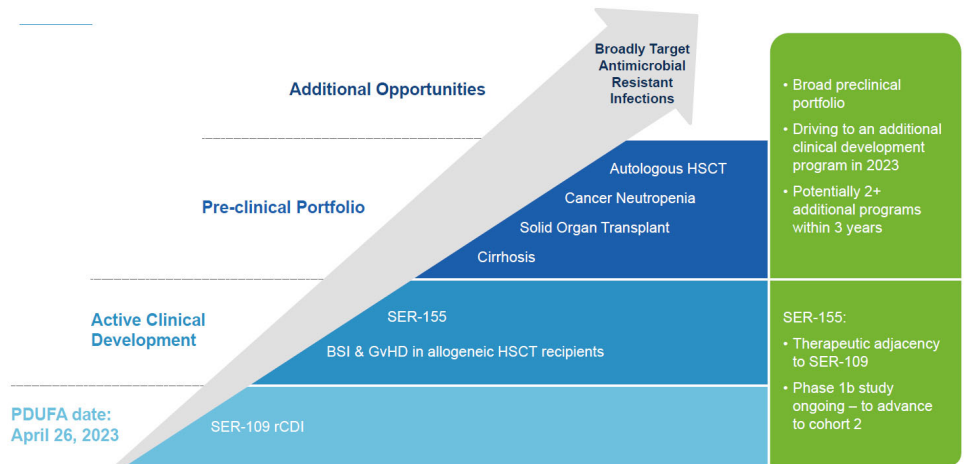 Broadly Target
Antimicrobial
Resistant
Infections
Additional Opportunities
Pre-clinical Portfolio
Autologous HSCT
Cancer Neutropenia
Solid Organ Transplant
Cirrhosis
• Broad preclinical
portfolio
• Driving to an additional
clinical development
program in 2023
• Potentially 2+
additional programs
within 3 years
Active Clinical
Development
SER-155
BSI & GvHD in allogeneic HSCT recipients
SER-155:
• Therapeutic adjacency
to SER-109
• Phase 1b study
ongoing – to advance
to cohort 2
PDUFA date:
April 26, 2023
SER-109 rCDI